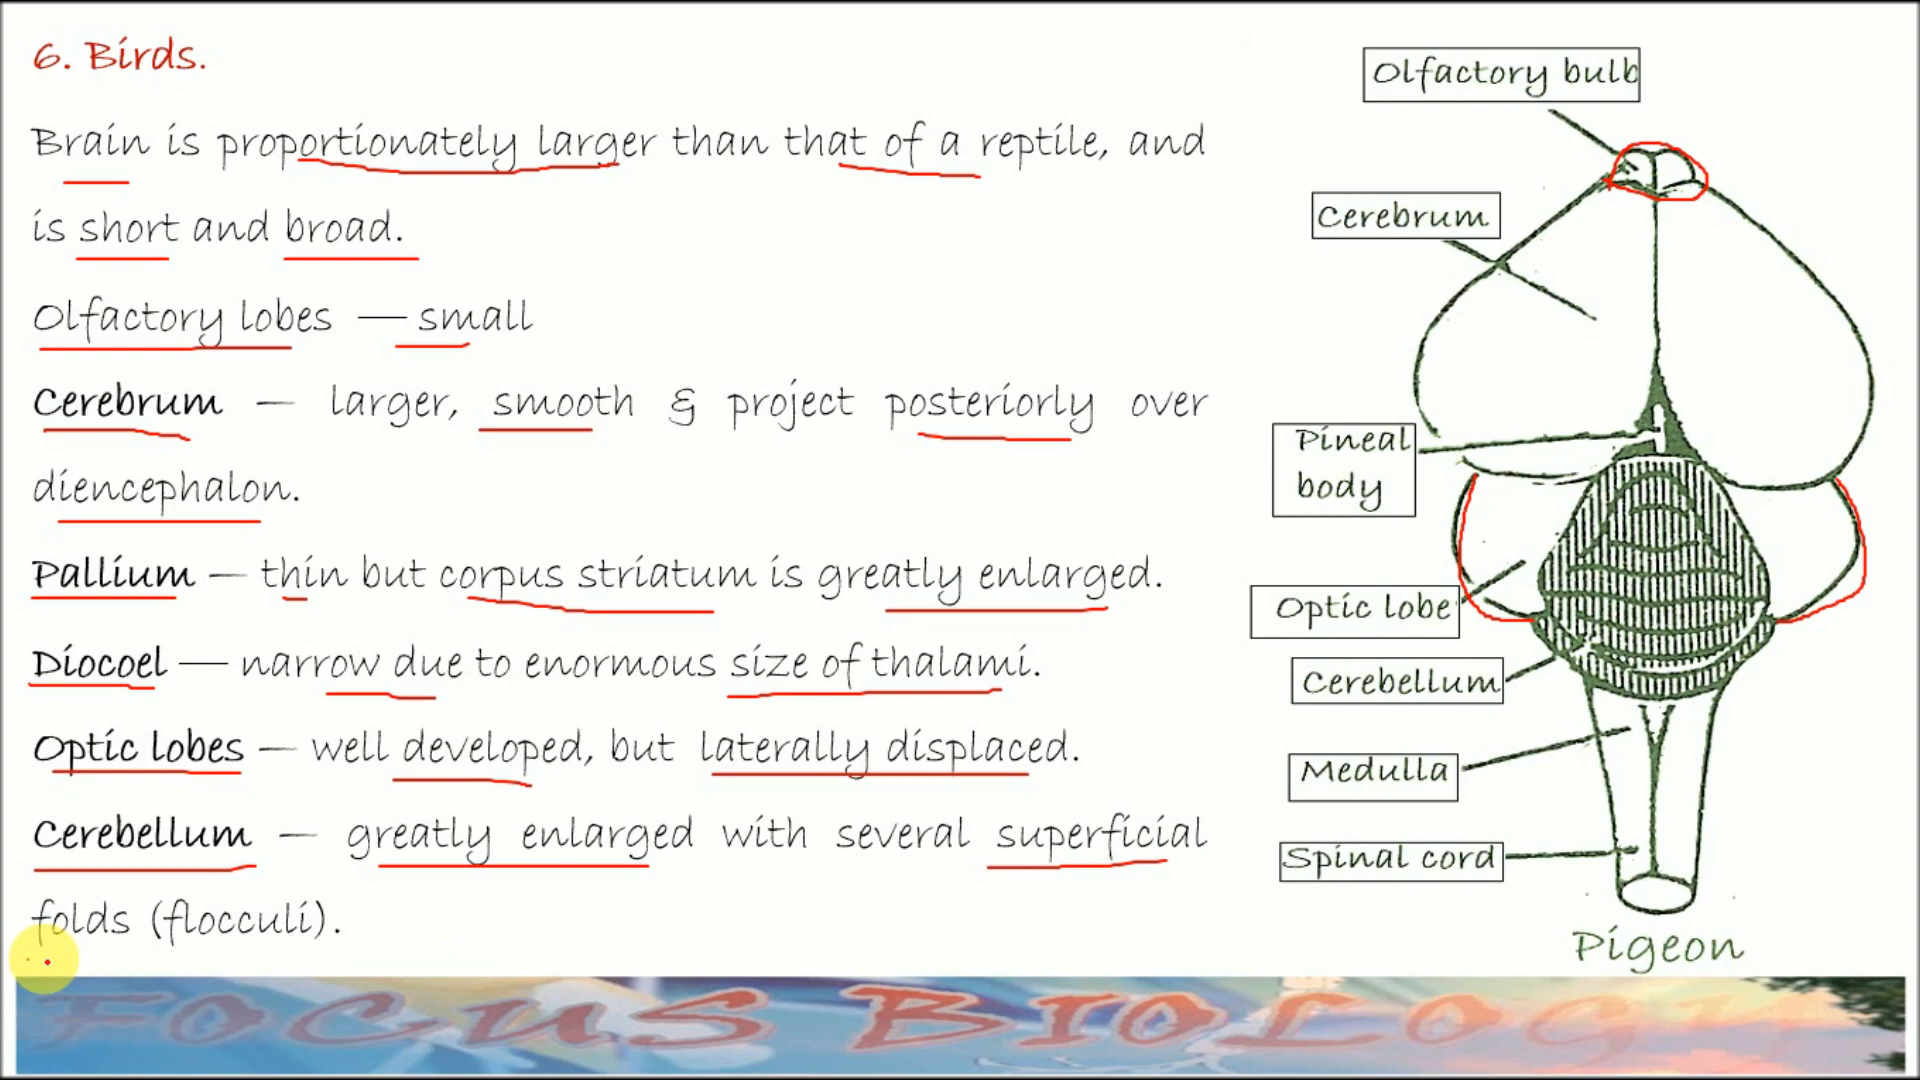 6. Birds.
Brain is proportionately larger than that of a reptile, and
is short and broad.
Olfactory lobes — small
Cerebrum — larger, smooth & project posteriorly over
diencephalon.
Pallium — thin but corpus striatum is greatly enlarged.
Diocoel — narrow due to enormous size of thalami.
Optic lobes — well developed, but laterally displaced.
Cerebellum — greatly enlarged with several superficial
folds (flocculi).
Olfactory bulb
Cerebrum
Pineal
body
Optic lobe
Cerebellum
Medulla
Spinal cord
Pigeon
FOCUS BIOLOGY